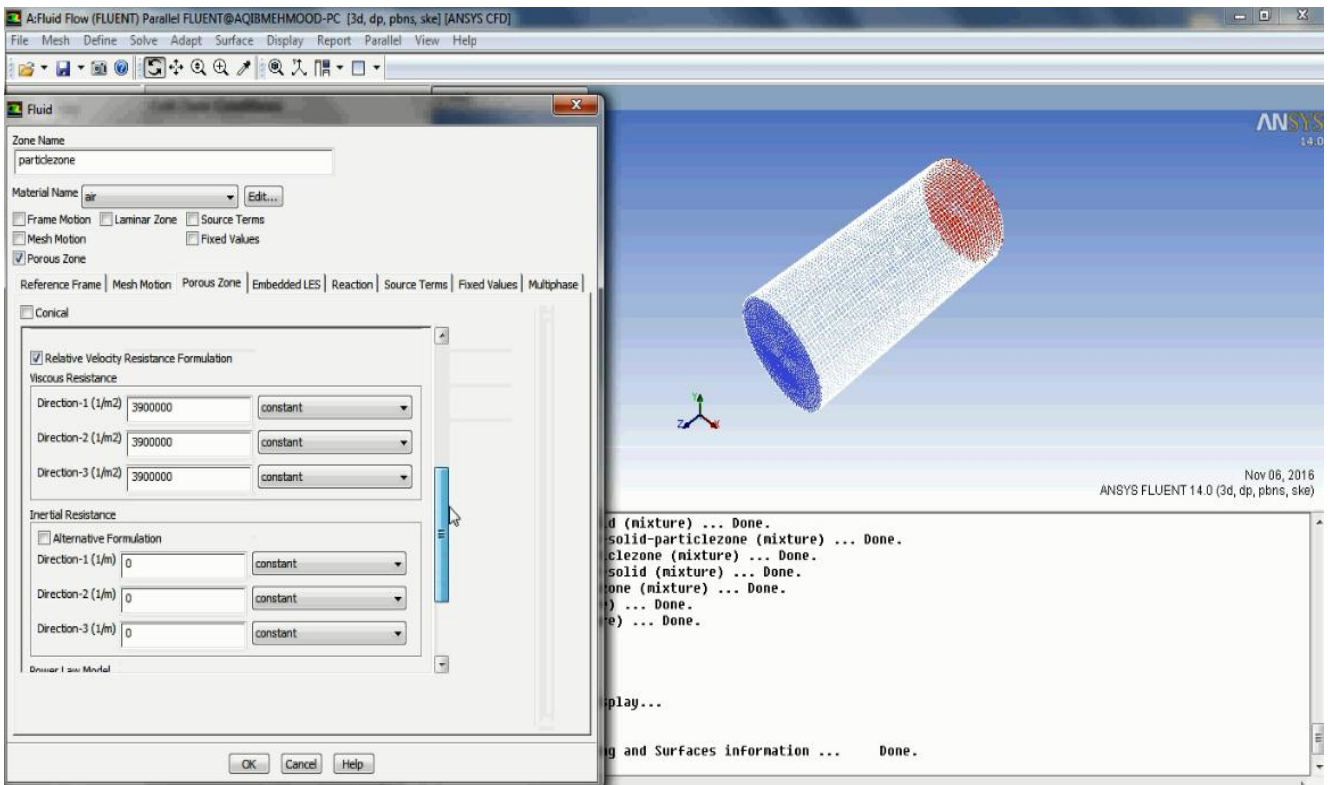 A:Fluid Flow (FLUENT) Parallel FLUENT@AQIBMEHMOOD-PC [3d, dp, pbns, ske] [ANSYS CFD]
File Mesh Define Solve Adapt Surface Display Report Parallel View Help
Fluid
Zone Name
particlezone
Material Name air Edit...
Frame Motion Laminar Zone Source Terms
Mesh Motion Fixed Values
Porous Zone
Reference Frame Mesh Motion Porous Zone Embedded LES Reaction Source Terms Fixed Values Multiphase
Conical
Relative Velocity Resistance Formulation
Viscous Resistance
Direction-1 (1/m2) 3900000 constant
Direction-2 (1/m2) 3900000 constant
Direction-3 (1/m2) 3900000 constant
Inertial Resistance
Alternative Formulation
Direction-1 (1/m) 0 constant
Direction-2 (1/m) 0 constant
Direction-3 (1/m) 0 constant
Power Law Model
OK Cancel Help
ANSYS
14.0
Y
Z X
Nov 06, 2016
ANSYS FLUENT 14.0 (3d, dp, pbns, ske)
d (mixture) ... Done.
solid-particlezone (mixture) ... Done.
clezone (mixture) ... Done.
solid (mixture) ... Done.
one (mixture) ... Done.
) ... Done.
re) ... Done.
splay...
g and Surfaces information ... Done.